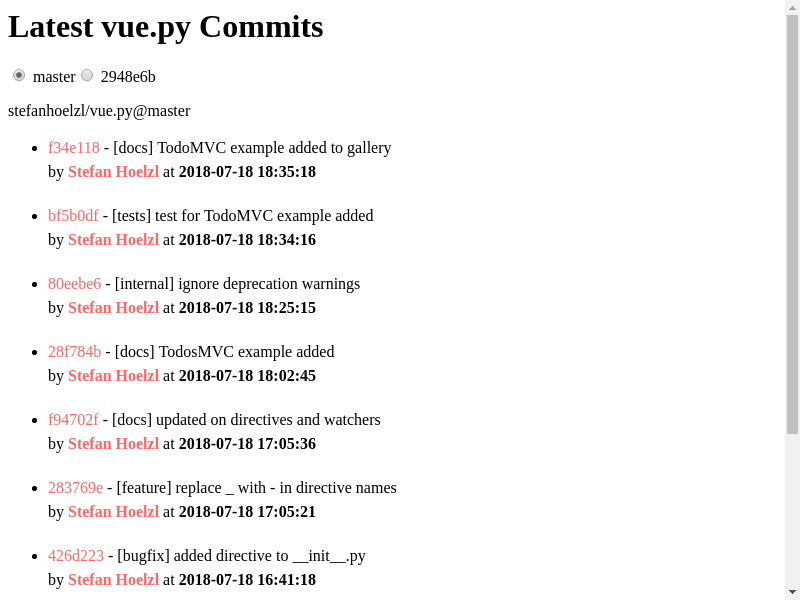 Latest vue.py Commits
master 2948e6b
stefanhoelzl/vue.py@master
f34e118 - [docs] TodoMVC example added to gallery
by Stefan Hoelzl at 2018-07-18 18:35:18
bf5b0df - [tests] test for TodoMVC example added
by Stefan Hoelzl at 2018-07-18 18:34:16
80eebe6 - [internal] ignore deprecation warnings
by Stefan Hoelzl at 2018-07-18 18:25:15
28f784b - [docs] TodosMVC example added
by Stefan Hoelzl at 2018-07-18 18:02:45
f94702f - [docs] updated on directives and watchers
by Stefan Hoelzl at 2018-07-18 17:05:36
283769e - [feature] replace _ with - in directive names
by Stefan Hoelzl at 2018-07-18 17:05:21
426d223 - [bugfix] added directive to __init__.py
by Stefan Hoelzl at 2018-07-18 16:41:18